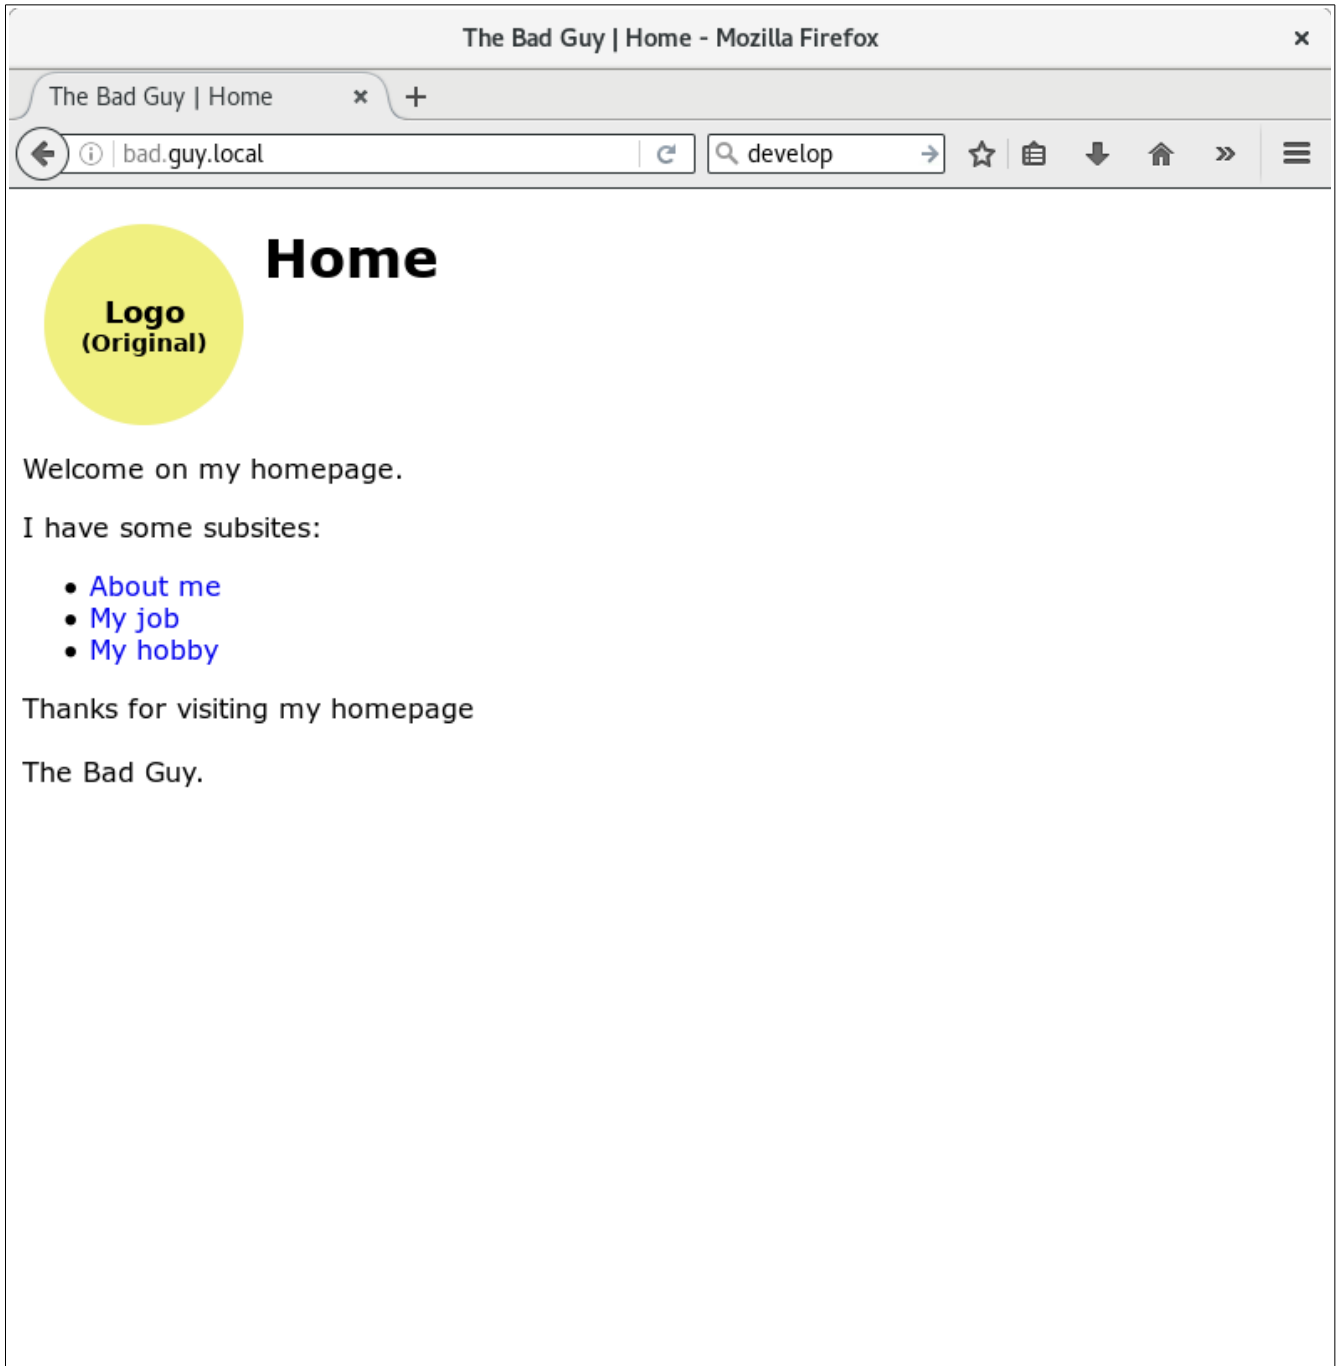 The Bad Guy | Home - Mozilla Firefox
The Bad Guy | Home
bad.guy.local
develop
Home
Logo
(Original)
Welcome on my homepage.
I have some subsites:
About me
My job
My hobby
Thanks for visiting my homepage
The Bad Guy.